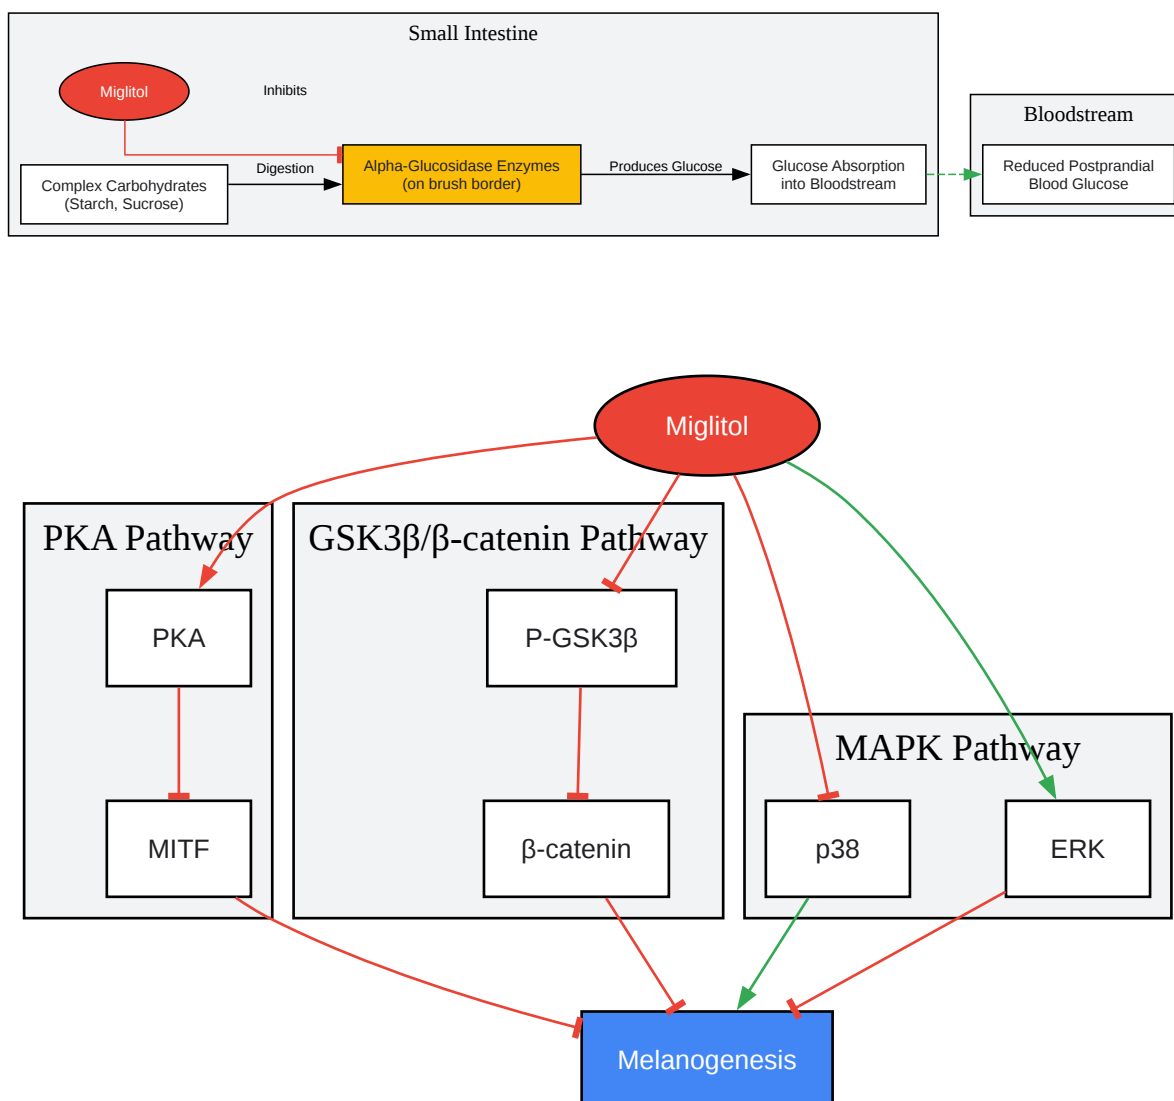 Small Intestine
Miglitol
Inhibits
Bloodstream
Complex Carbohydrates
(Starch, Sucrose)
Digestion
Alpha-Glucosidase Enzymes
(on brush border)
Produces Glucose
Glucose Absorption
into Bloodstream
Reduced Postprandial
Blood Glucose
Miglitol
PKA Pathway
GSK3β/β-catenin Pathway
PKA
P-GSK3β
MAPK Pathway
MITF
β-catenin
p38
ERK
Melanogenesis